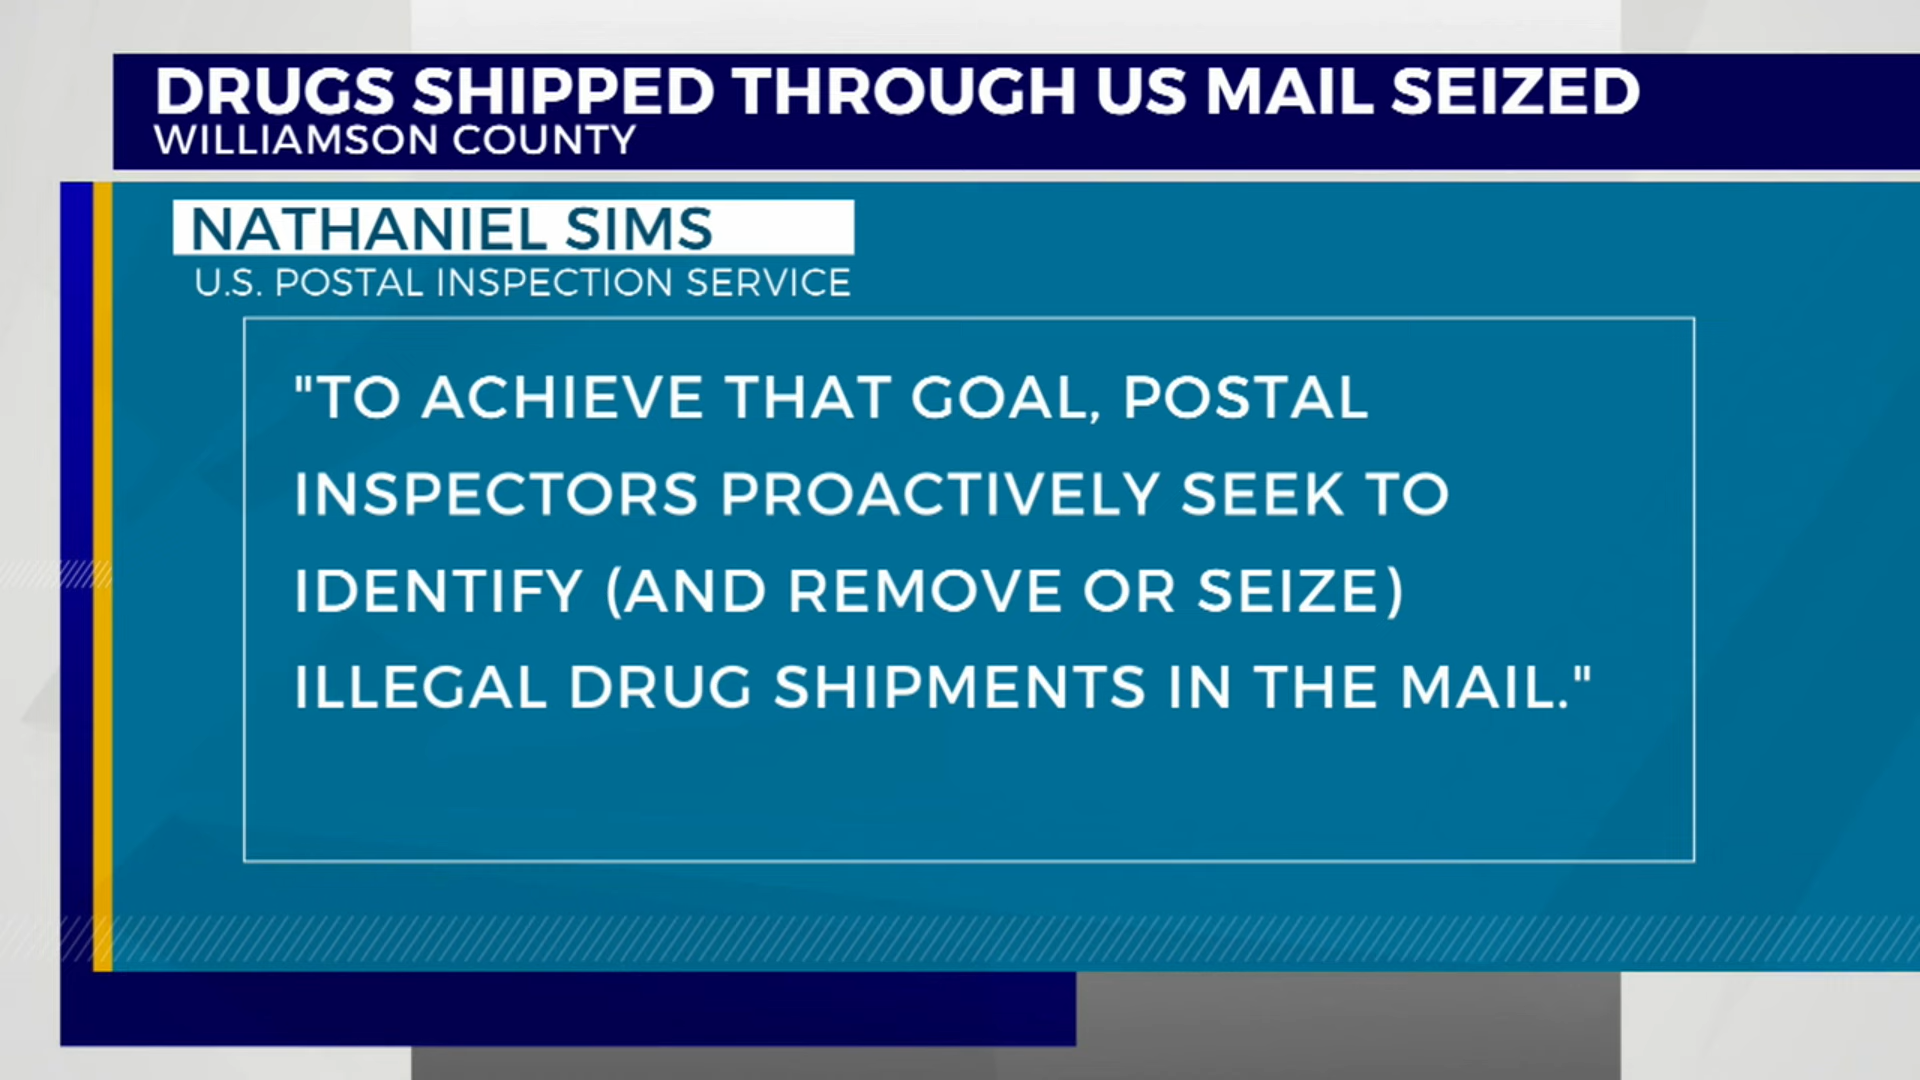 DRUGS SHIPPED THROUGH US MAIL SEIZED
WILLIAMSON COUNTY
NATHANIEL SIMS
U.S. POSTAL INSPECTION SERVICE
"TO ACHIEVE THAT GOAL, POSTAL
INSPECTORS PROACTIVELY SEEK TO
IDENTIFY (AND REMOVE OR SEIZE)
ILLEGAL DRUG SHIPMENTS IN THE MAIL."